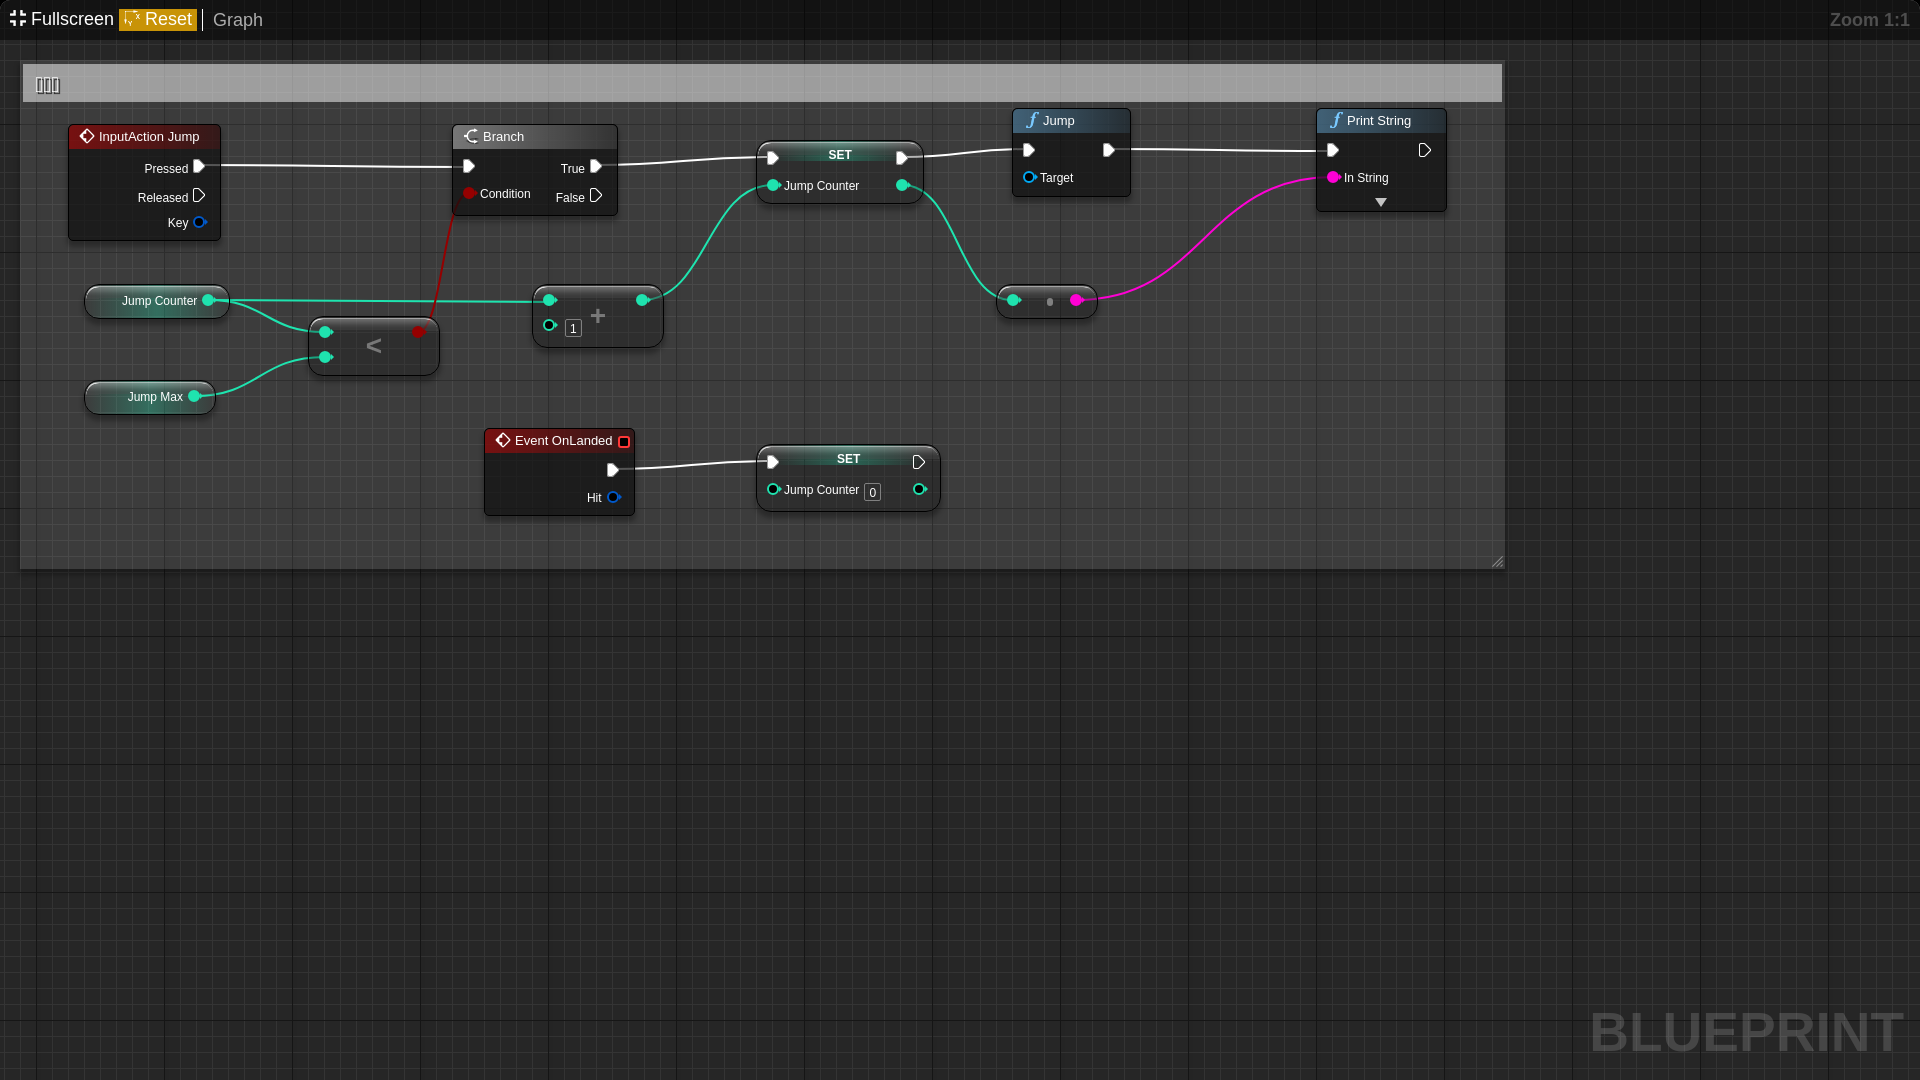 Fullscreen Reset Graph Zoom 1:1
InputAction Jump
Pressed
Released
Key
Branch
True
Condition
False
SET
Jump Counter
Jump
Target
Print String
In String
Jump Counter
<
1
+
Jump Max
Event OnLanded
Hit
SET
Jump Counter 0
BLUEPRINT